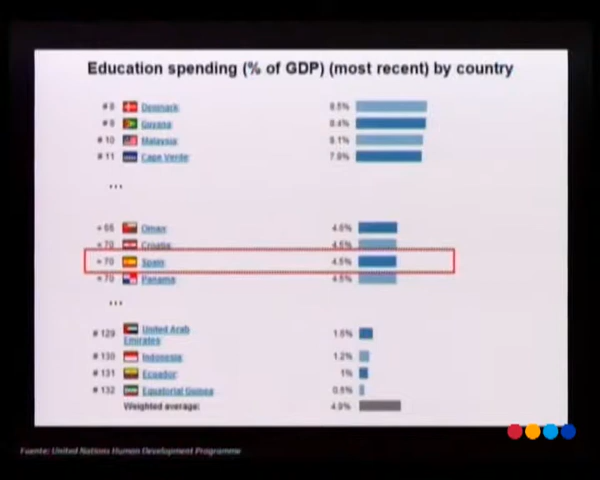 Education spending (% of GDP) (most recent) by country
# 8 Denmark 8.5%
# 9 Guyana 8.4%
# 10 Malaysia 8.1%
# 11 Cape Verde 7.9%
...
Oman 4.6%
= 70 Croatia 4.5%
= 70 Spain 4.5%
= 70 Panama 4.5%
...
# 129 United Arab
Emirates 1.6%
# 130 Indonesia 1.2%
# 131 Ecuador 1%
# 132 Equatorial Guinea 0.5%
Weighted average: 4.9%
Fuente: United Nations Human Development Programme